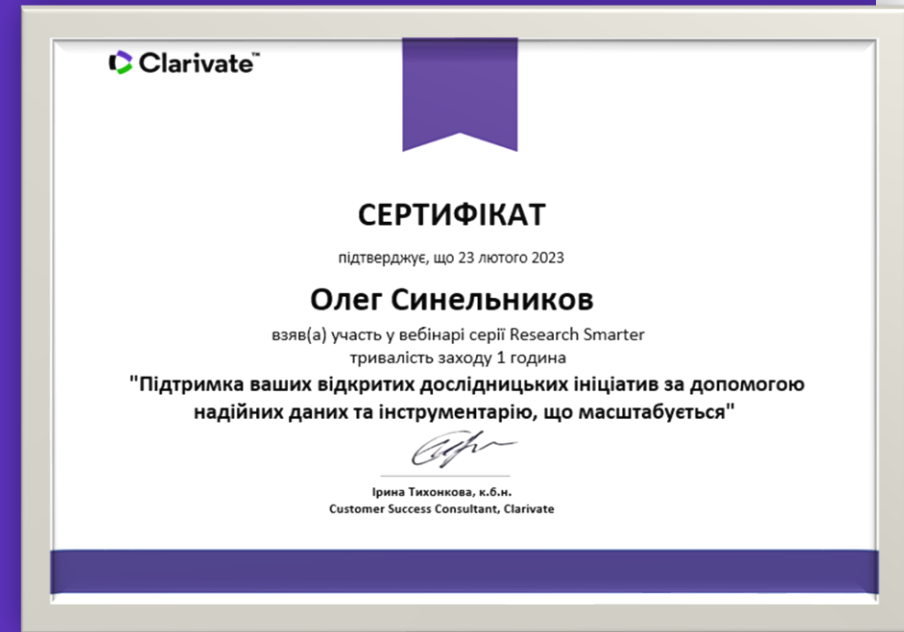 Clarivate™
СЕРТИФІКАТ
підтверджує, що 23 лютого 2023
Олег Синельников
взяв(а) участь у вебінарі серії Research Smarter
тривалість заходу 1 година
"Підтримка ваших відкритих дослідницьких ініціатив за допомогою
надійних даних та інструментарію, що масштабується"
Ірина Тихонкова, к.б.н.
Customer Success Consultant, Clarivate